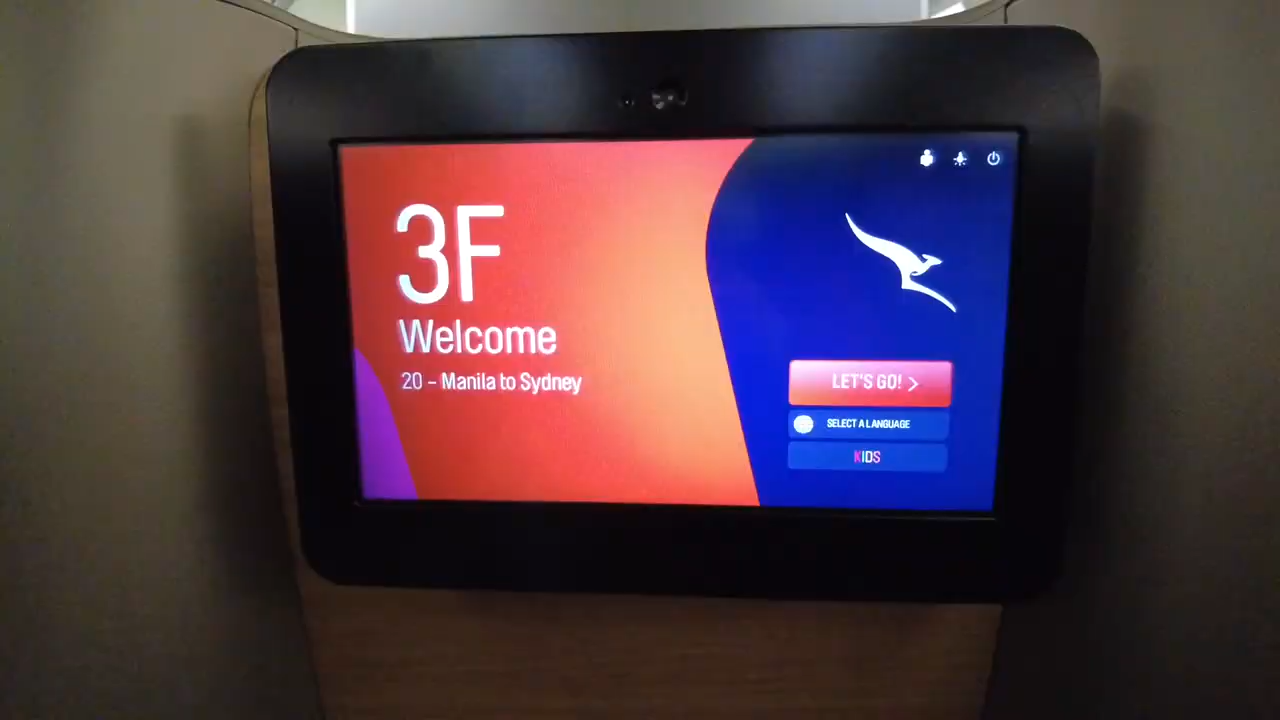 3F
Welcome
20 – Manila to Sydney
LET'S GO! >
SELECT A LANGUAGE
KIDS